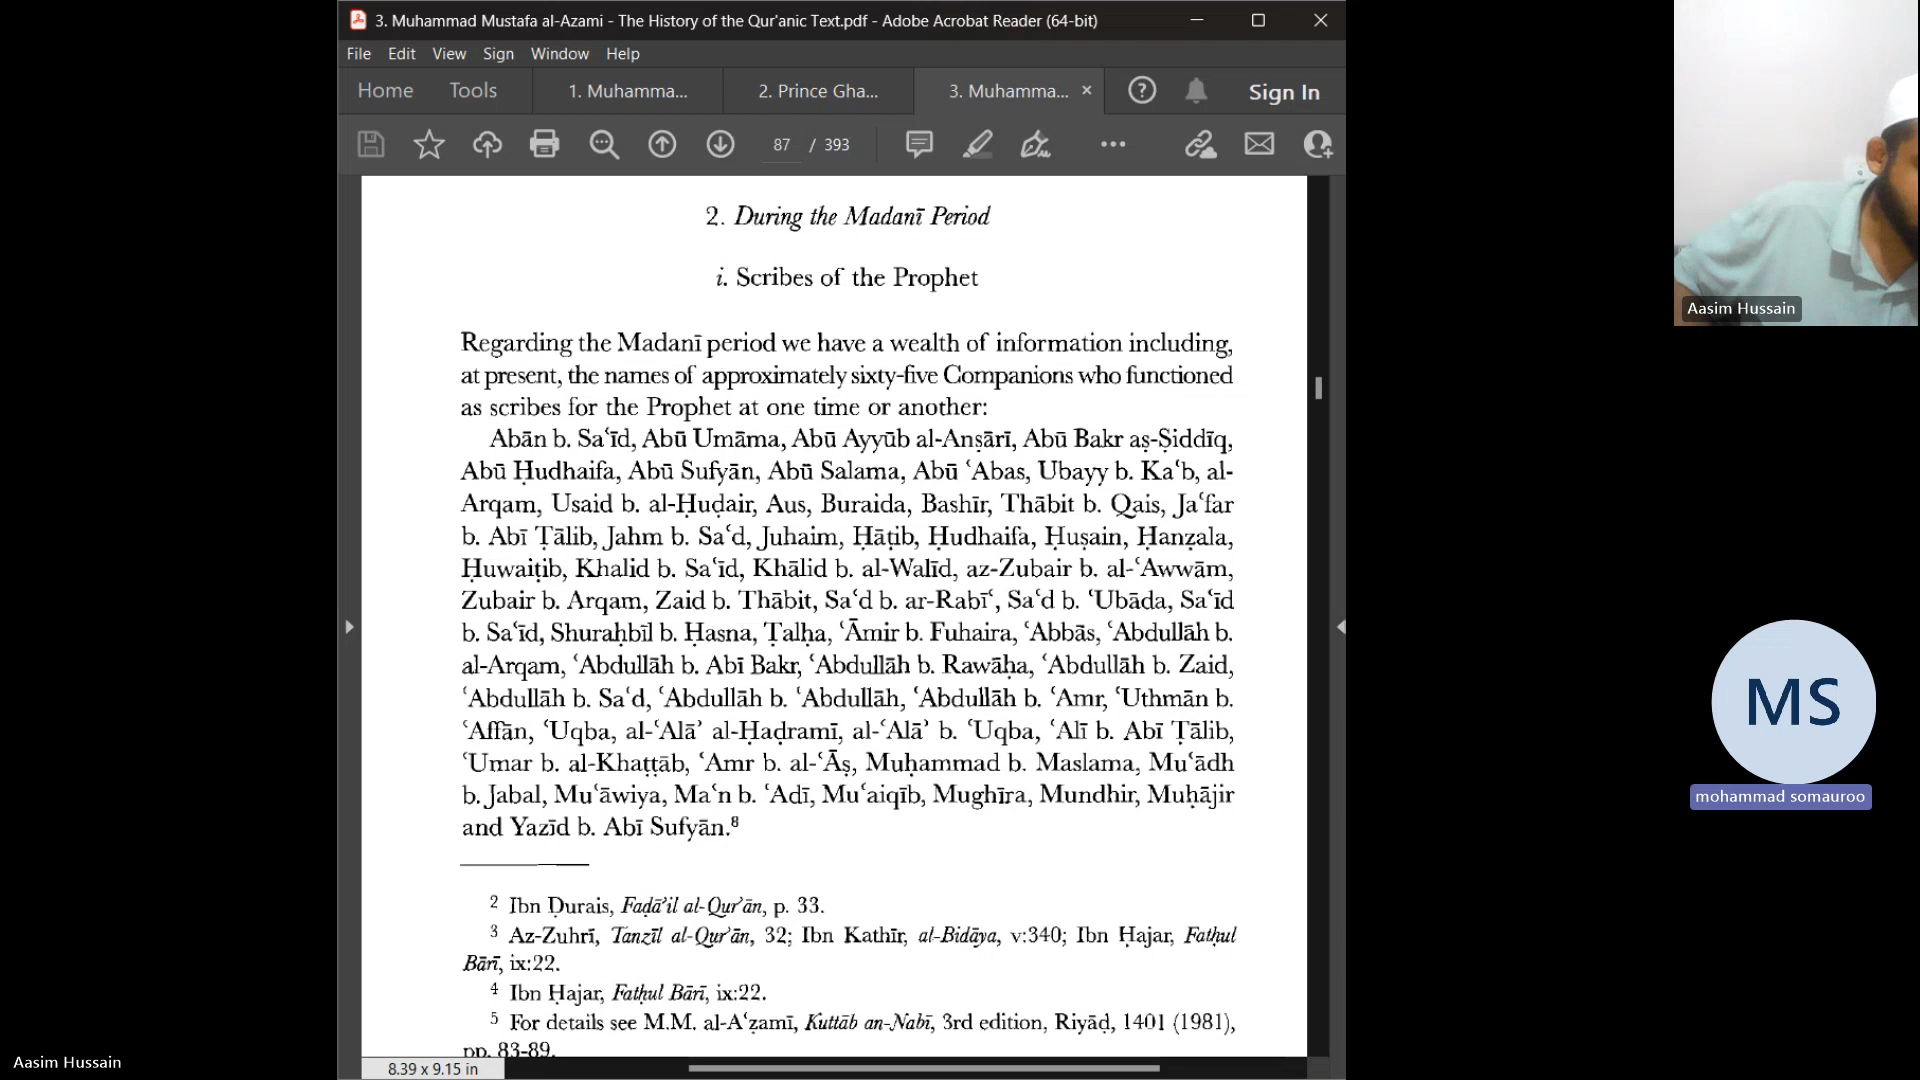 3. Muhammad Mustafa al-Azami - The History of the Qur'anic Text.pdf - Adobe Acrobat Reader (64-bit)
File Edit View Sign Window Help
Home Tools 1. Muhamma... 2. Prince Gha... 3. Muhamma... Sign In
87 / 393
2. During the Madanī Period
i. Scribes of the Prophet
Regarding the Madanī period we have a wealth of information including,
at present, the names of approximately sixty-five Companions who functioned
as scribes for the Prophet at one time or another:
Abān b. Saʿīd, Abū Umāma, Abū Ayyūb al-Anṣārī, Abū Bakr aṣ-Ṣiddīq,
Abū Ḥudhaifa, Abū Sufyān, Abū Salama, Abū ʿAbas, Ubayy b. Kaʿb, al-
Arqam, Usaid b. al-Ḥuḍair, Aus, Buraida, Bashīr, Thābit b. Qais, Jaʿfar
b. Abī Ṭālib, Jahm b. Saʿd, Juhaim, Ḥāṭib, Ḥudhaifa, Ḥuṣain, Ḥanẓala,
Ḥuwaiṭib, Khalid b. Saʿīd, Khālid b. al-Walīd, az-Zubair b. al-ʿAwwām,
Zubair b. Arqam, Zaid b. Thābit, Saʿd b. ar-Rabīʿ, Saʿd b. ʿUbāda, Saʿīd
b. Saʿīd, Shuraḥbīl b. Ḥasna, Ṭalḥa, ʿĀmir b. Fuhaira, ʿAbbās, ʿAbdullāh b.
al-Arqam, ʿAbdullāh b. Abī Bakr, ʿAbdullāh b. Rawāḥa, ʿAbdullāh b. Zaid,
ʿAbdullāh b. Saʿd, ʿAbdullāh b. ʿAbdullāh, ʿAbdullāh b. ʿAmr, ʿUthmān b.
ʿAffān, ʿUqba, al-ʿAlāʾ al-Ḥaḍramī, al-ʿAlāʾ b. ʿUqba, ʿAlī b. Abī Ṭālib,
ʿUmar b. al-Khaṭṭāb, ʿAmr b. al-ʿĀṣ, Muḥammad b. Maslama, Muʿādh
b. Jabal, Muʿāwiya, Maʿn b. ʿAdī, Muʿaiqīb, Mughīra, Mundhir, Muḥājir
and Yazīd b. Abī Sufyān.⁸
² Ibn Ḍurais, Faḍāʾil al-Qurʾān, p. 33.
³ Az-Zuhrī, Tanzīl al-Qurʾān, 32; Ibn Kathīr, al-Bidāya, v:340; Ibn Ḥajar, Fatḥul
Bārī, ix:22.
⁴ Ibn Ḥajar, Fatḥul Bārī, ix:22.
⁵ For details see M.M. al-Aʿẓamī, Kuttāb an-Nabī, 3rd edition, Riyāḍ, 1401 (1981),
pp. 83-89.
8.39 x 9.15 in
Aasim Hussain
MS
mohammad somauroo
Aasim Hussain